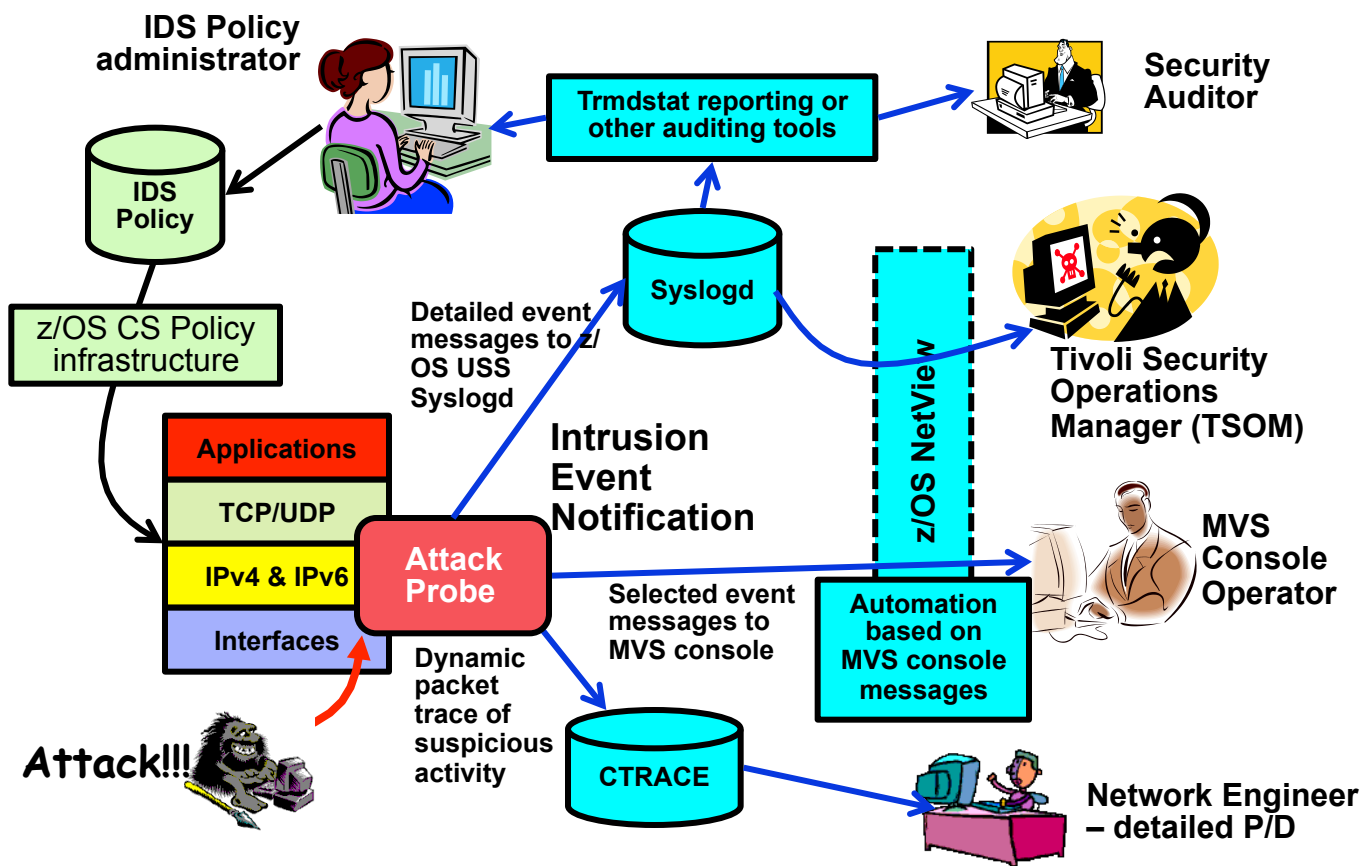 IDS Policy
administrator
Trmdstat reporting or
other auditing tools
Security
Auditor
IDS
Policy
Syslogd
z/OS CS Policy
infrastructure
Detailed event
messages to z/
OS USS
Syslogd
z/OS NetView
Tivoli Security
Operations
Manager (TSOM)
Applications
TCP/UDP
IPv4 & IPv6
Interfaces
Attack
Probe
Intrusion
Event
Notification
Selected event
messages to
MVS console
Automation
based on
MVS console
messages
MVS
Console
Operator
Dynamic
packet
trace of
suspicious
activity
Attack!!!
CTRACE
Network Engineer
– detailed P/D